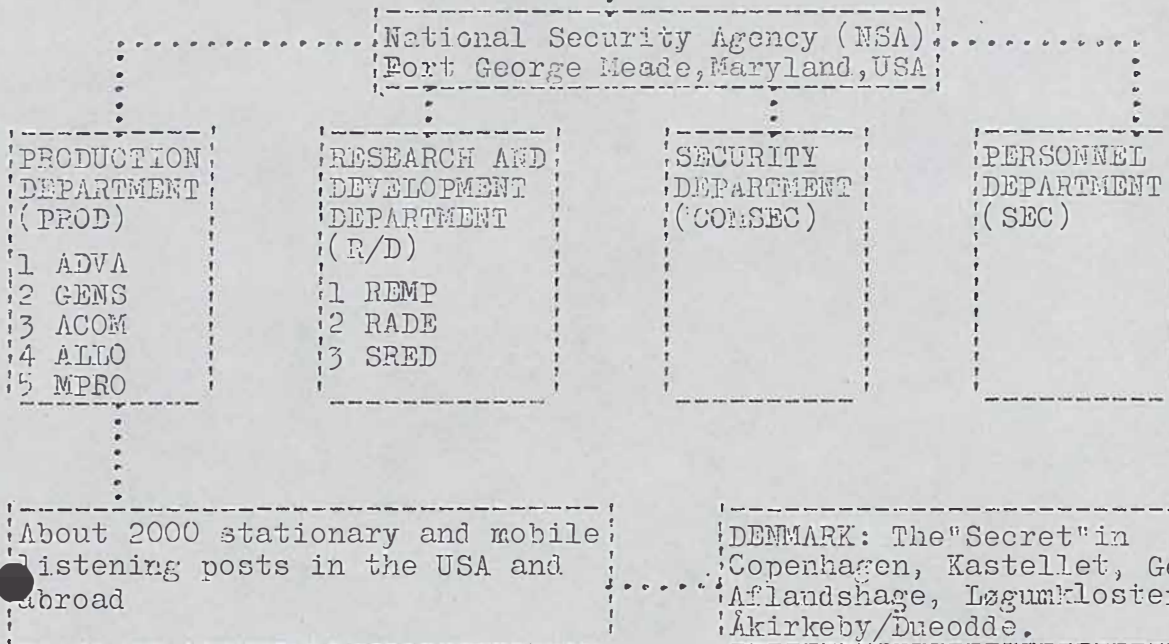 National Security Agency (NSA)
Fort George Meade,Maryland,USA
PRODUCTION
DEPARTMENT
(PROD)
1 ADVA
2 GENS
3 ACOM
4 ALLO
5 MPRO
RESEARCH AND
DEVELOPMENT
DEPARTMENT
(R/D)
1 REMP
2 RADE
3 SRED
SECURITY
DEPARTMENT
(COMSEC)
PERSONNEL
DEPARTMENT
(SEC)
About 2000 stationary and mobile
listening posts in the USA and
abroad
DENMARK: The"Secret"in
Copenhagen, Kastellet,
Aflandshage, Løgumkloster
Åkirkeby/Dueodde.